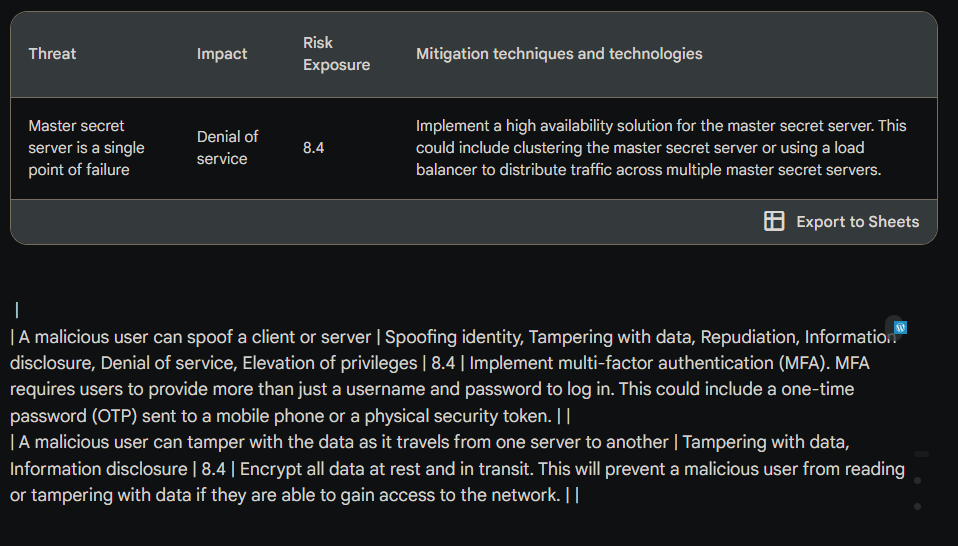 Threat Impact Risk Exposure Mitigation techniques and technologies
Master secret
server is a single
point of failure
Denial of
service
8.4
Implement a high availability solution for the master secret server. This
could include clustering the master secret server or using a load
balancer to distribute traffic across multiple master secret servers.
Export to Sheets
|
| A malicious user can spoof a client or server | Spoofing identity, Tampering with data, Repudiation, Information
disclosure, Denial of service, Elevation of privileges | 8.4 | Implement multi-factor authentication (MFA). MFA
requires users to provide more than just a username and password to log in. This could include a one-time
password (OTP) sent to a mobile phone or a physical security token. | |
| A malicious user can tamper with the data as it travels from one server to another | Tampering with data,
Information disclosure | 8.4 | Encrypt all data at rest and in transit. This will prevent a malicious user from reading
or tampering with data if they are able to gain access to the network. | |